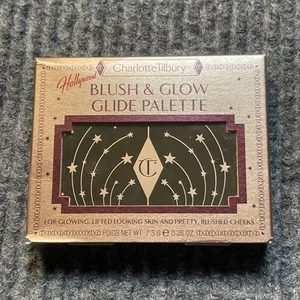 Charlotte Tilbury
Hollywood
BLUSH & GLOW
GLIDE PALETTE
CT
FOR GLOWING, LIFTED LOOKING SKIN AND PRETTY, BLUSHED CHEEKS
POIDS NET WT. 7.3 G ℮ 0.26 OZ